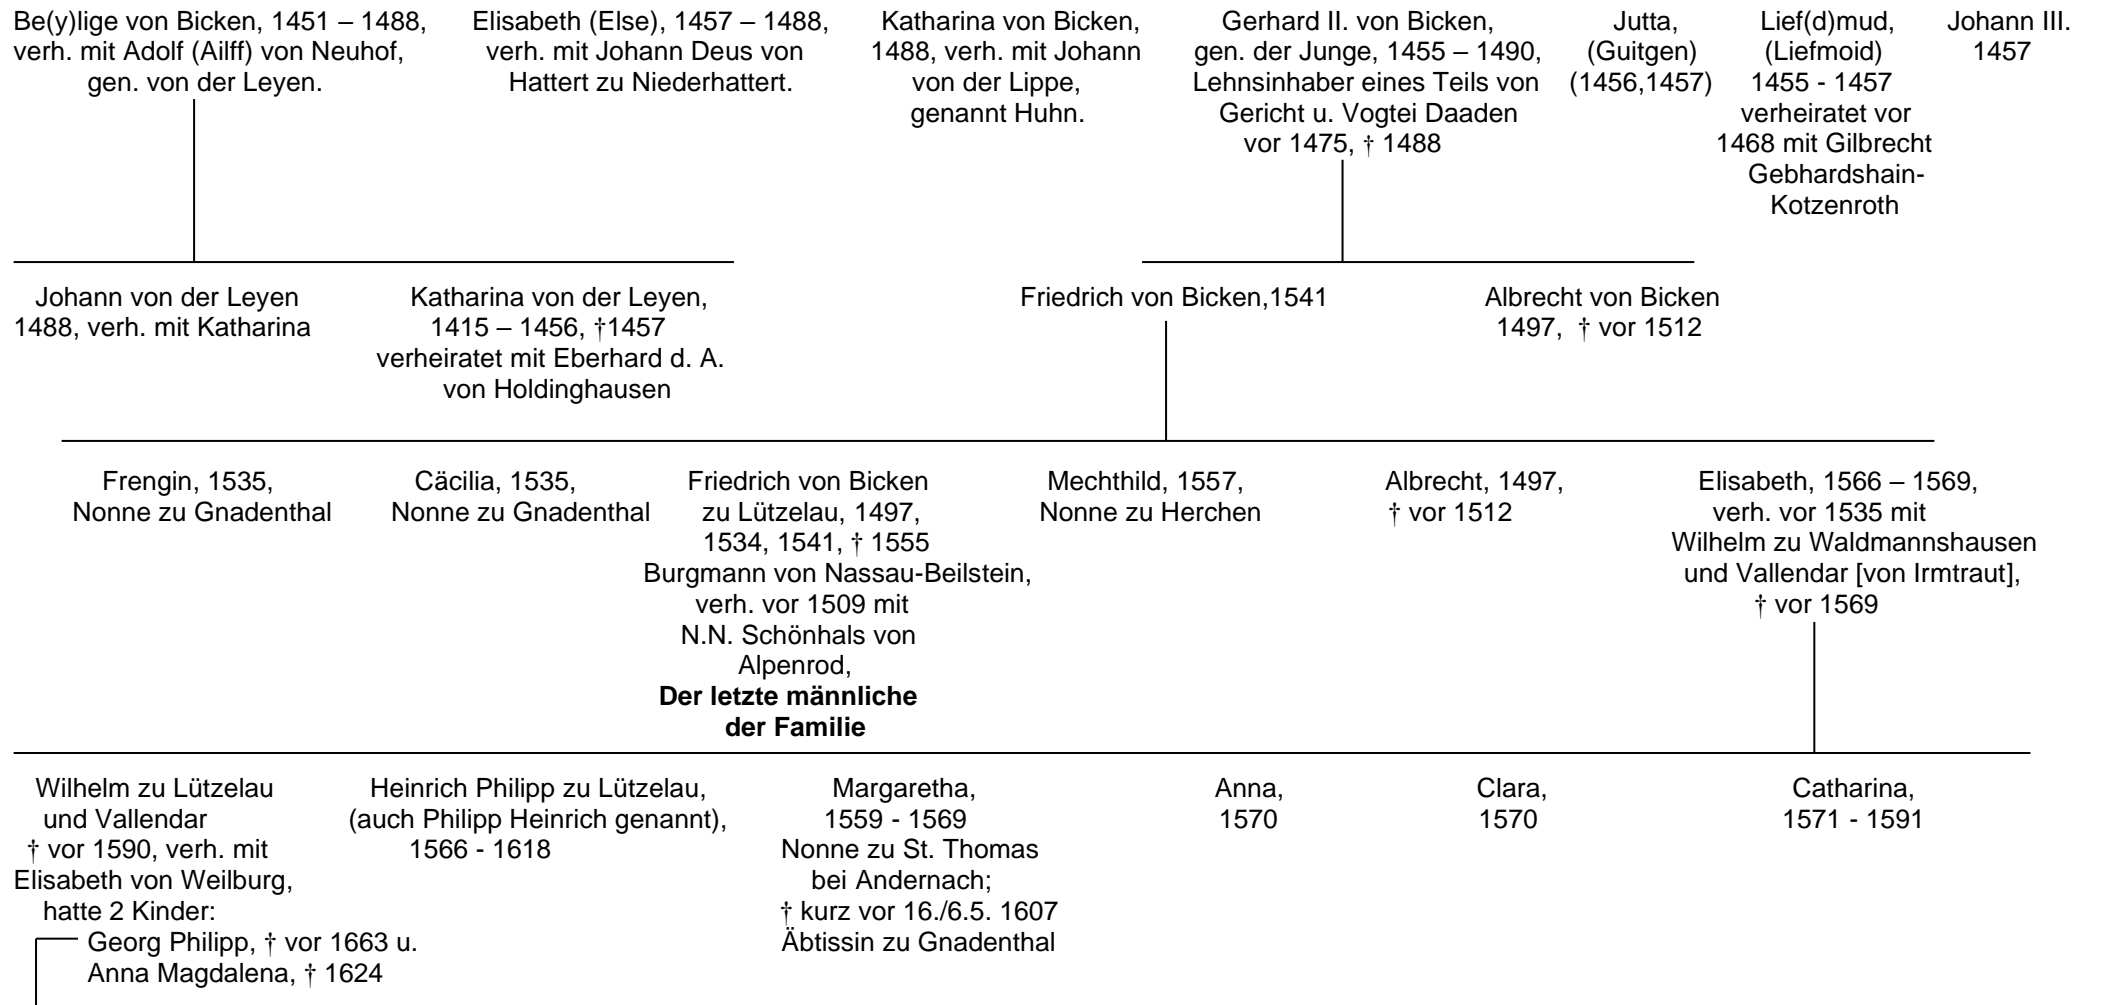 Be(y)lige von Bicken, 1451 – 1488,
verh. mit Adolf (Ailff) von Neuhof,
gen. von der Leyen.
Elisabeth (Else), 1457 – 1488,
verh. mit Johann Deus von
Hattert zu Niederhattert.
Katharina von Bicken,
1488, verh. mit Johann
von der Lippe,
genannt Huhn.
Gerhard II. von Bicken,
gen. der Junge, 1455 – 1490,
Lehnsinhaber eines Teils von
Gericht u. Vogtei Daaden
vor 1475, † 1488
Jutta,
(Guitgen)
(1456,1457)
Lief(d)mud,
(Liefmoid)
1455 - 1457
verheiratet vor
1468 mit Gilbrecht
Gebhardshain-
Kotzenroth
Johann III.
1457
Johann von der Leyen
1488, verh. mit Katharina
Katharina von der Leyen,
1415 – 1456, †1457
verheiratet mit Eberhard d. A.
von Holdinghausen
Friedrich von Bicken,1541
Albrecht von Bicken
1497, † vor 1512
Frengin, 1535,
Nonne zu Gnadenthal
Cäcilia, 1535,
Nonne zu Gnadenthal
Friedrich von Bicken
zu Lützelau, 1497,
1534, 1541, † 1555
Burgmann von Nassau-Beilstein,
verh. vor 1509 mit
N.N. Schönhals von
Alpenrod,
Der letzte männliche
der Familie
Mechthild, 1557,
Nonne zu Herchen
Albrecht, 1497,
† vor 1512
Elisabeth, 1566 – 1569,
verh. vor 1535 mit
Wilhelm zu Waldmannshausen
und Vallendar [von Irmtraut],
† vor 1569
Wilhelm zu Lützelau
und Vallendar
† vor 1590, verh. mit
Elisabeth von Weilburg,
hatte 2 Kinder:
Georg Philipp, † vor 1663 u.
Anna Magdalena, † 1624
Heinrich Philipp zu Lützelau,
(auch Philipp Heinrich genannt),
1566 - 1618
Margaretha,
1559 - 1569
Nonne zu St. Thomas
bei Andernach;
† kurz vor 16./6.5. 1607
Äbtissin zu Gnadenthal
Anna,
1570
Clara,
1570
Catharina,
1571 - 1591